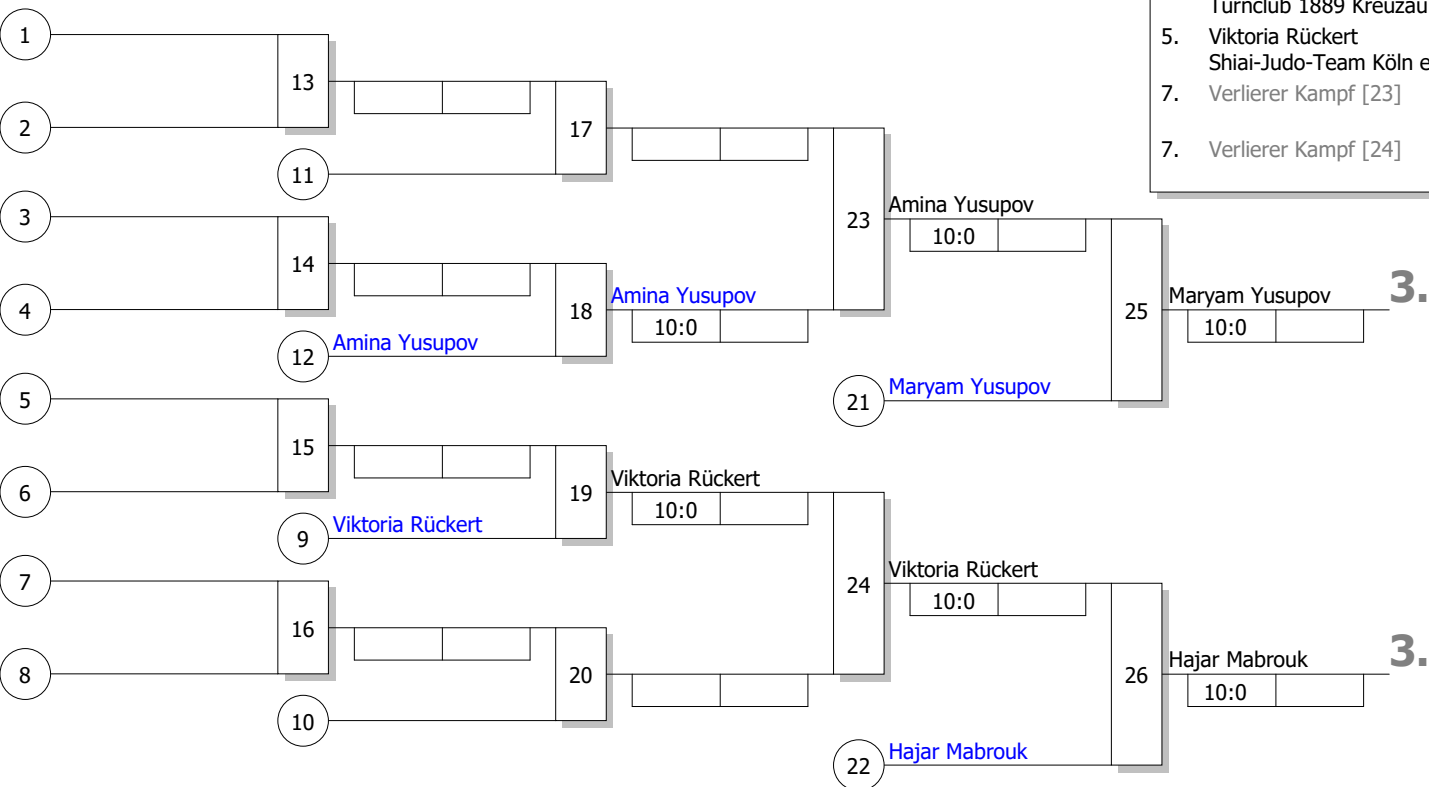 Turnclub 1889 Kreuzau
5. Viktoria Rückert
Shiai-Judo-Team Köln e
7. Verlierer Kampf [23]
7. Verlierer Kampf [24]
1
13
2
17
11
3
23
Amina Yusupov
10:0
14
4
18
Amina Yusupov
10:0
12
Amina Yusupov
25
Maryam Yusupov
10:0
3.
5
21
Maryam Yusupov
15
6
19
Viktoria Rückert
10:0
9
Viktoria Rückert
7
24
Viktoria Rückert
10:0
16
8
20
10
26
Hajar Mabrouk
10:0
3.
22
Hajar Mabrouk